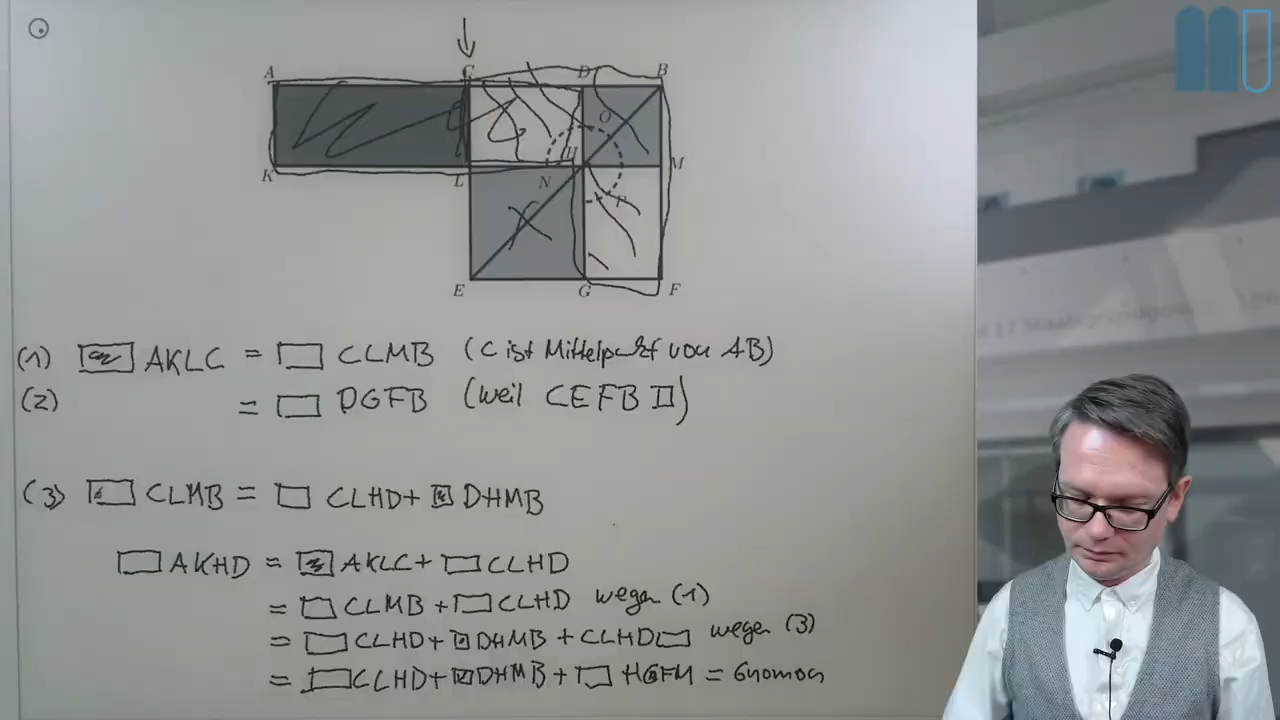 A C D B
O
H
K L N M
P
E G F
(1) AKLC = CLMB (C ist Mittelpunkt von AB)
(2) = DGFB (weil CEFB □)
(3) CLMB = CLHD + DHMB
AKHD = AKLC + CLHD
= CLMB + CLHD wegen (1)
= CLHD + DHMB + CLHD wegen (3)
= CLHD + DHMB + HGFM = Gnomon